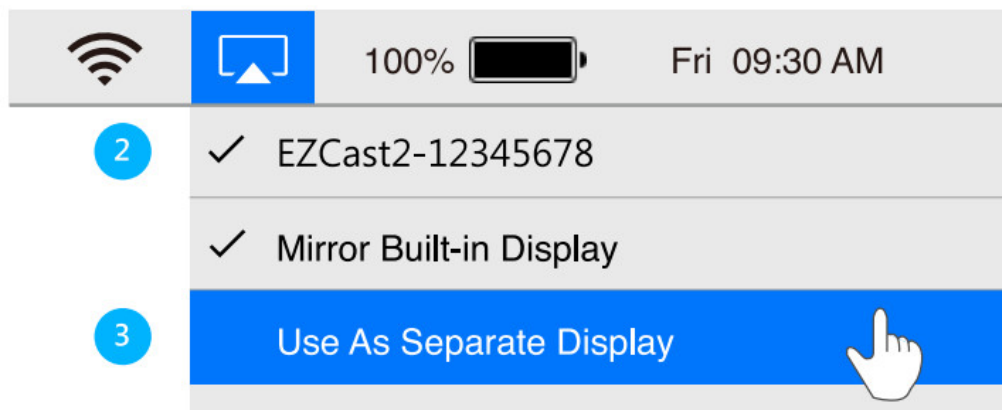 100% Fri 09:30 AM
2 EZCast2-12345678
Mirror Built-in Display
3 Use As Separate Display